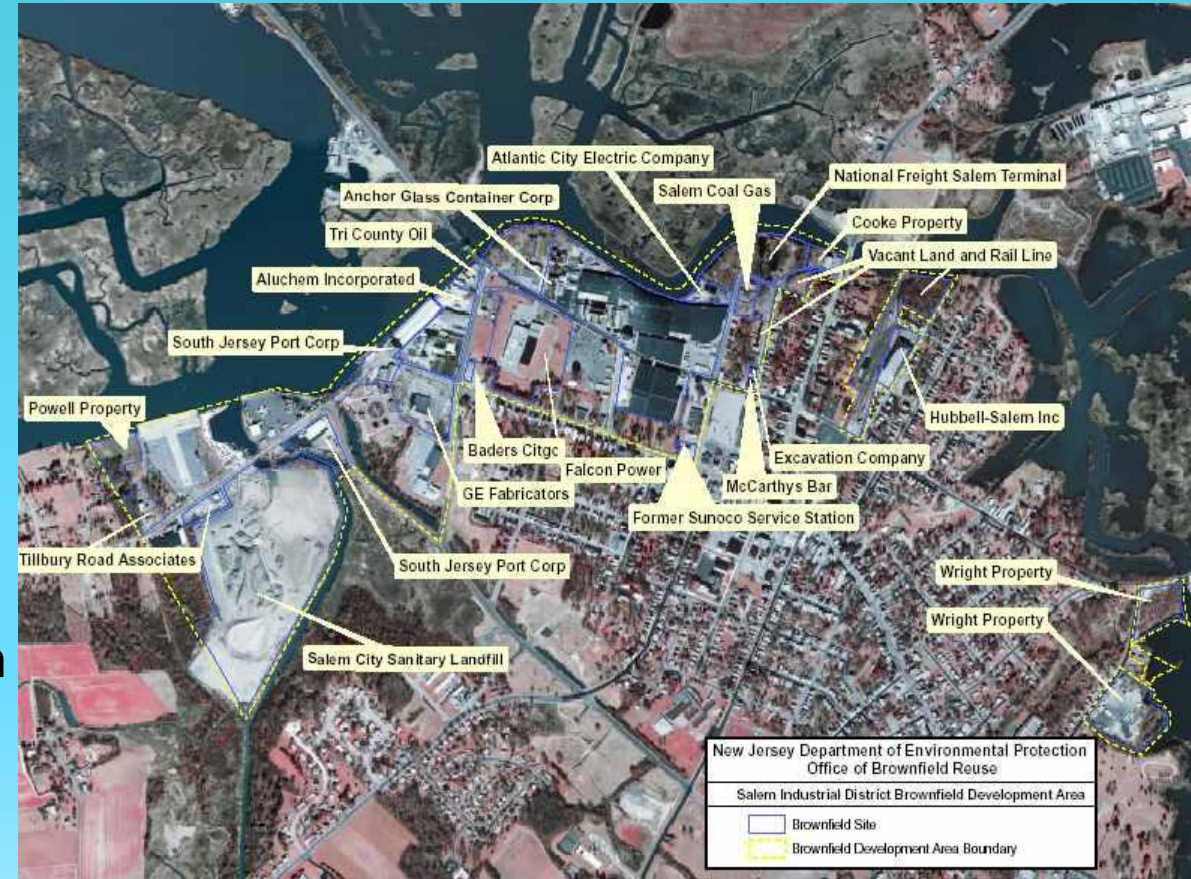 Atlantic City Electric Company
Salem Coal Gas
National Freight Salem Terminal
Anchor Glass Container Corp
Cooke Property
Tri County Oil
Vacant Land and Rail Line
Aluchem Incorporated
South Jersey Port Corp
Powell Property
Hubbell-Salem Inc
Baders Citgo
Falcon Power
Excavation Company
GE Fabricators
McCarthys Bar
Former Sunoco Service Station
Tillbury Road Associates
South Jersey Port Corp
Wright Property
Wright Property
Salem City Sanitary Landfill
n
New Jersey Department of Environmental Protection
Office of Brownfield Reuse
Salem Industrial District Brownfield Development Area
Brownfield Site
Brownfield Development Area Boundary